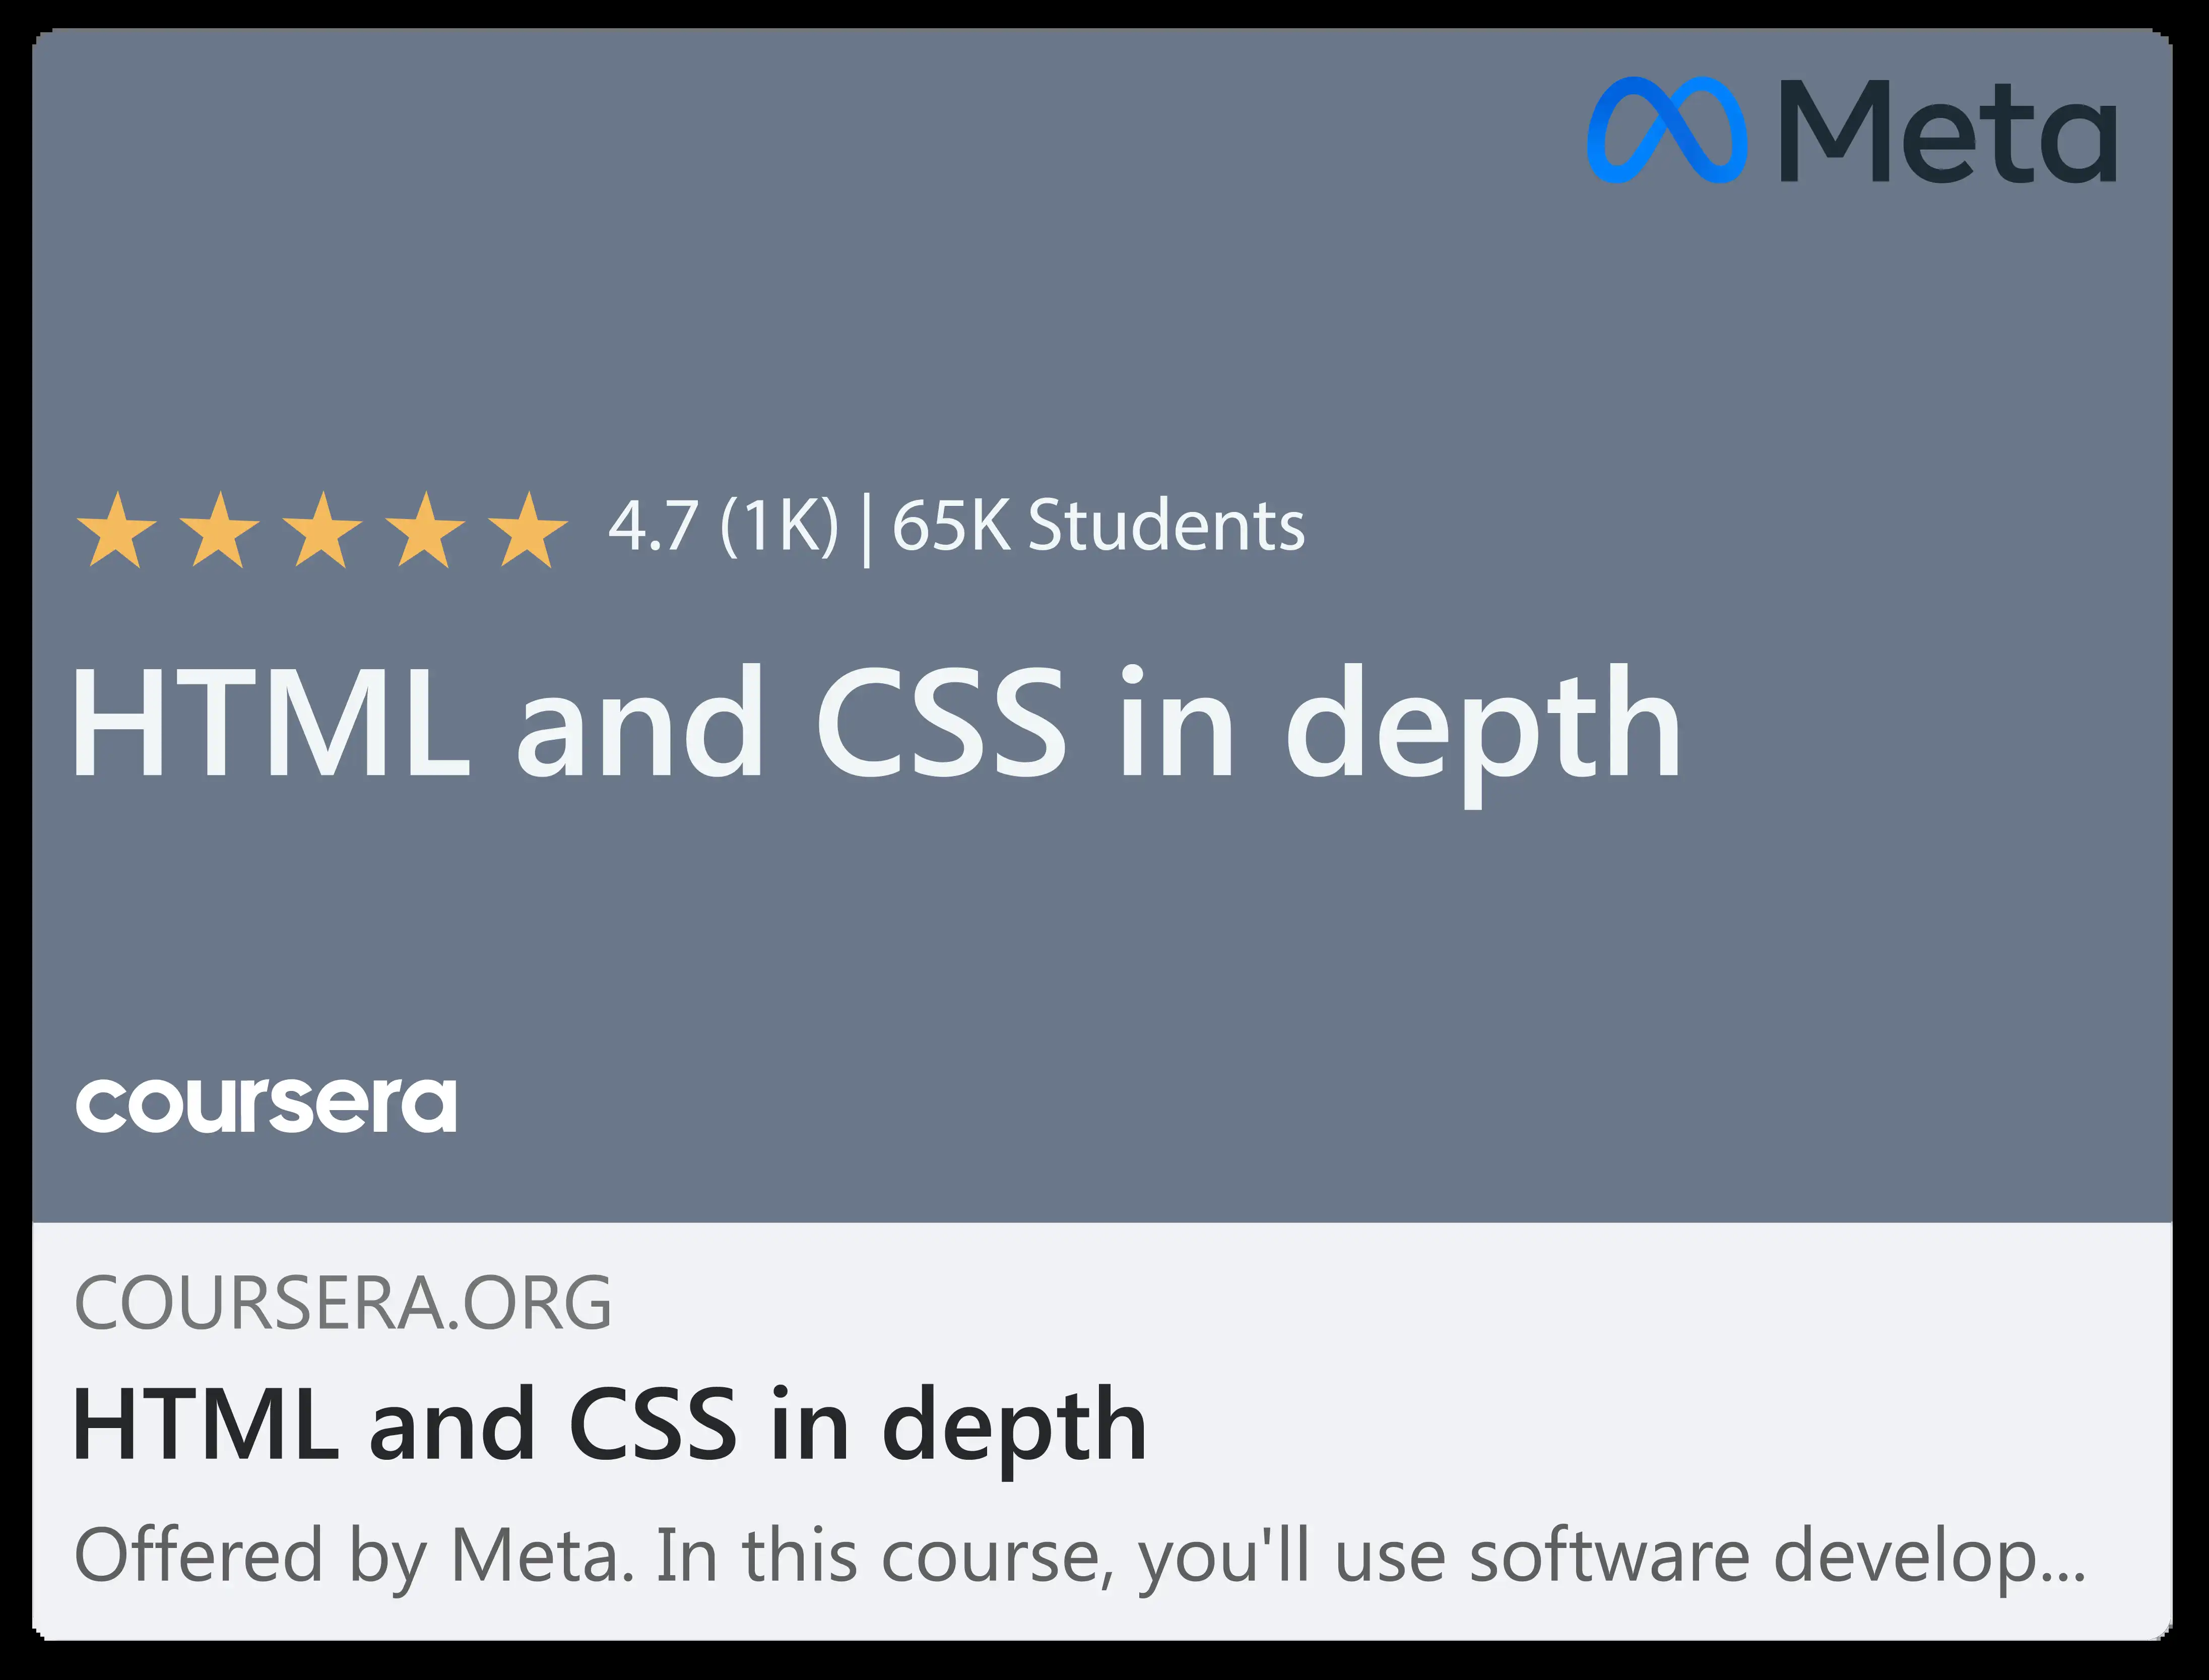 Meta
4.7 (1K) | 65K Students
HTML and CSS in depth
coursera
COURSERA.ORG
HTML and CSS in depth
Offered by Meta. In this course, you'll use software develop...